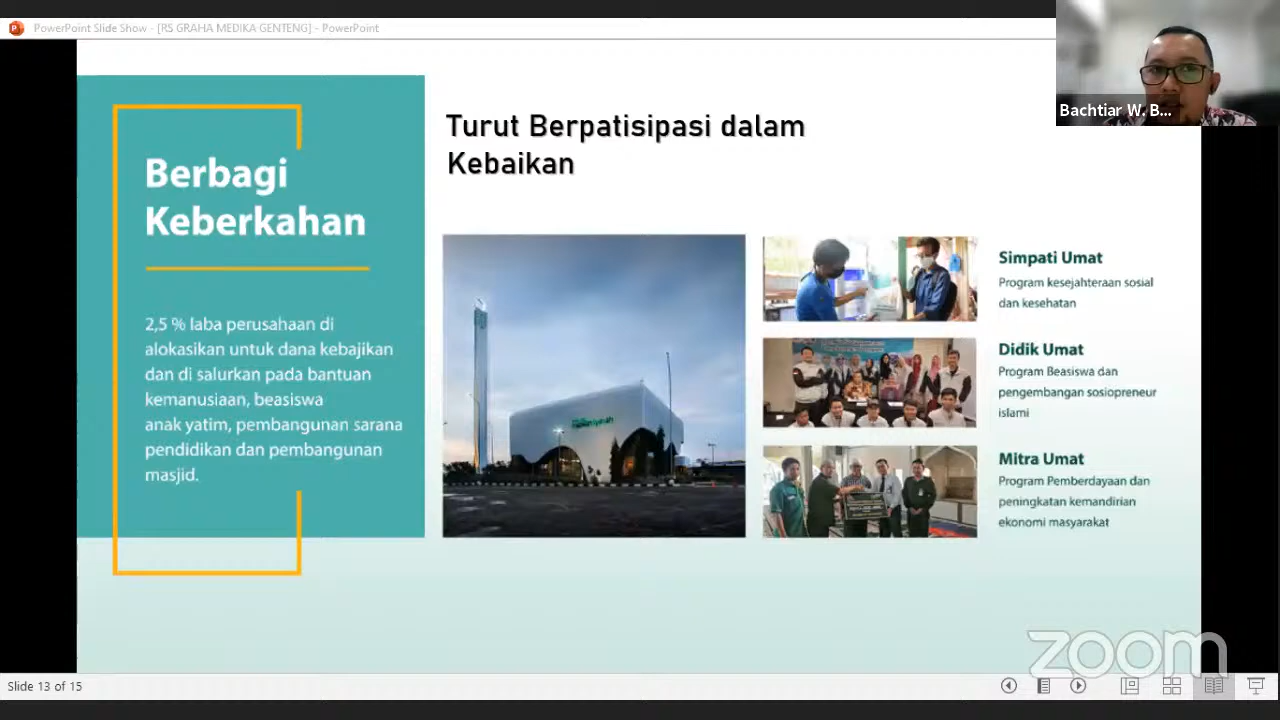 PowerPoint Slide Show - [RS GRAHA MEDIKA GENTENG] - PowerPoint
Bachtiar W. B...
Berbagi
Keberkahan
2,5 % laba perusahaan di
alokasikan untuk dana kebajikan
dan di salurkan pada bantuan
kemanusiaan, beasiswa
anak yatim, pembangunan sarana
pendidikan dan pembangunan
masjid.
Turut Berpatisipasi dalam
Kebaikan
Simpati Umat
Program kesejahteraan sosial
dan kesehatan
Didik Umat
Program Beasiswa dan
pengembangan sosiopreneur
islami
Mitra Umat
Program Pemberdayaan dan
peningkatan kemandirian
ekonomi masyarakat
zoom
Slide 13 of 15